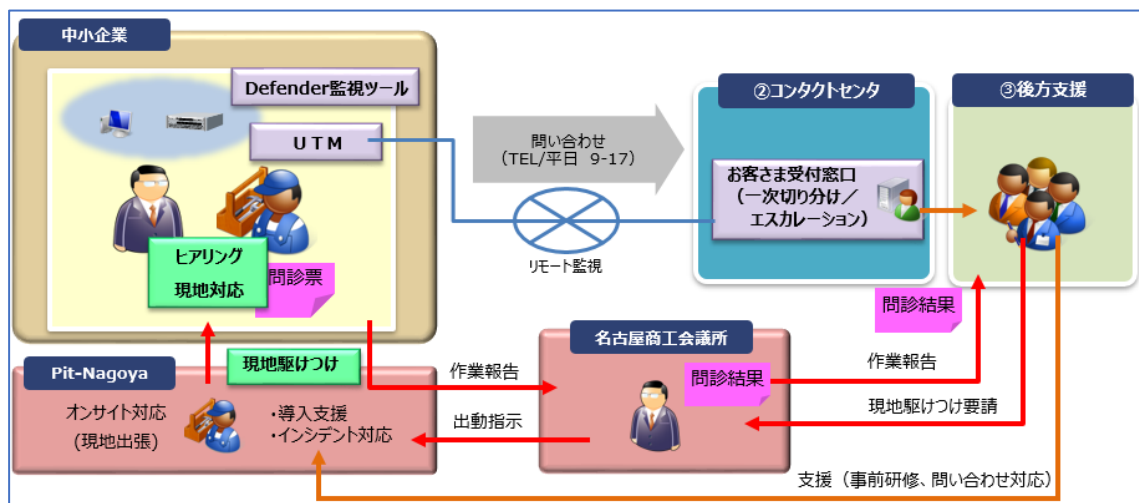 中小企業
Defender監視ツール
UTM
ヒアリング
現地対応
問診票
問い合わせ
(TEL/平日 9-17)
リモート監視
②コンタクトセンタ
お客さま受付窓口
(一次切り分け/
エスカレーション)
③後方支援
問診結果
Pit-Nagoya
現地駆けつけ
オンサイト対応
(現地出張)
・導入支援
・インシデント対応
作業報告
出動指示
名古屋商工会議所
問診結果
作業報告
現地駆けつけ要請
支援(事前研修、問い合わせ対応)